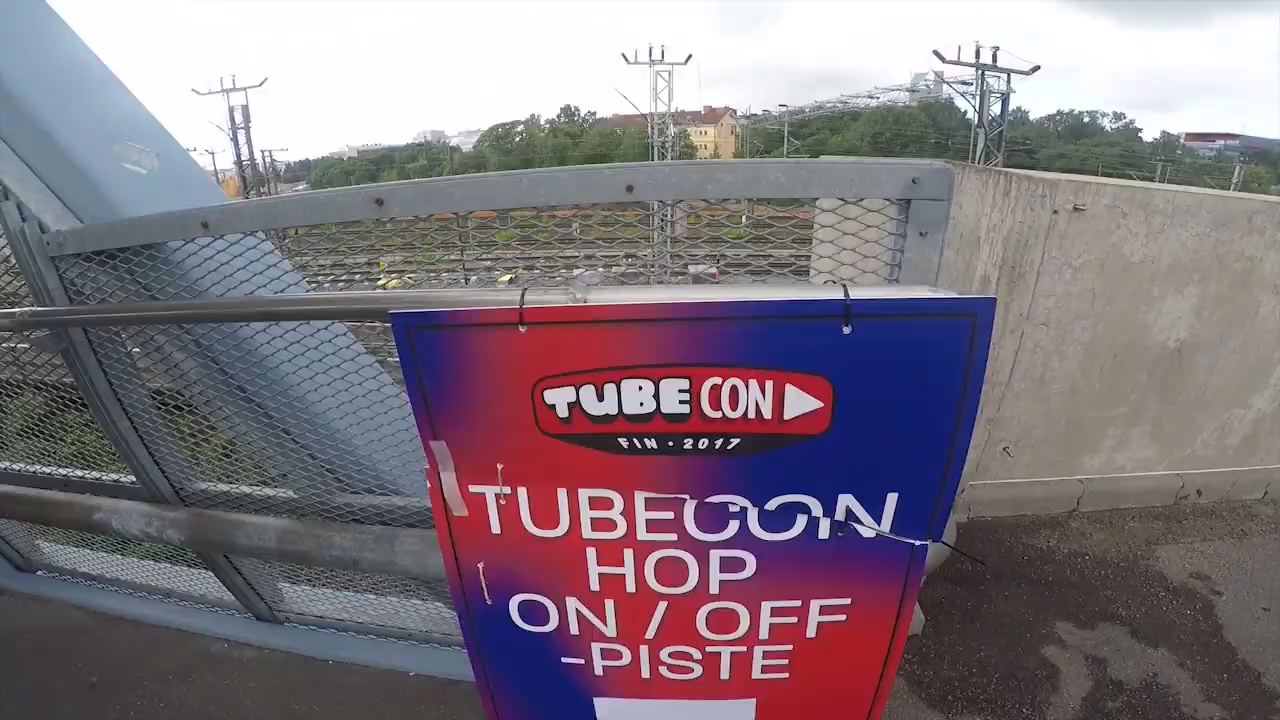 TUBE CON
FIN · 2017
TUBECON
HOP
ON / OFF
-PISTE